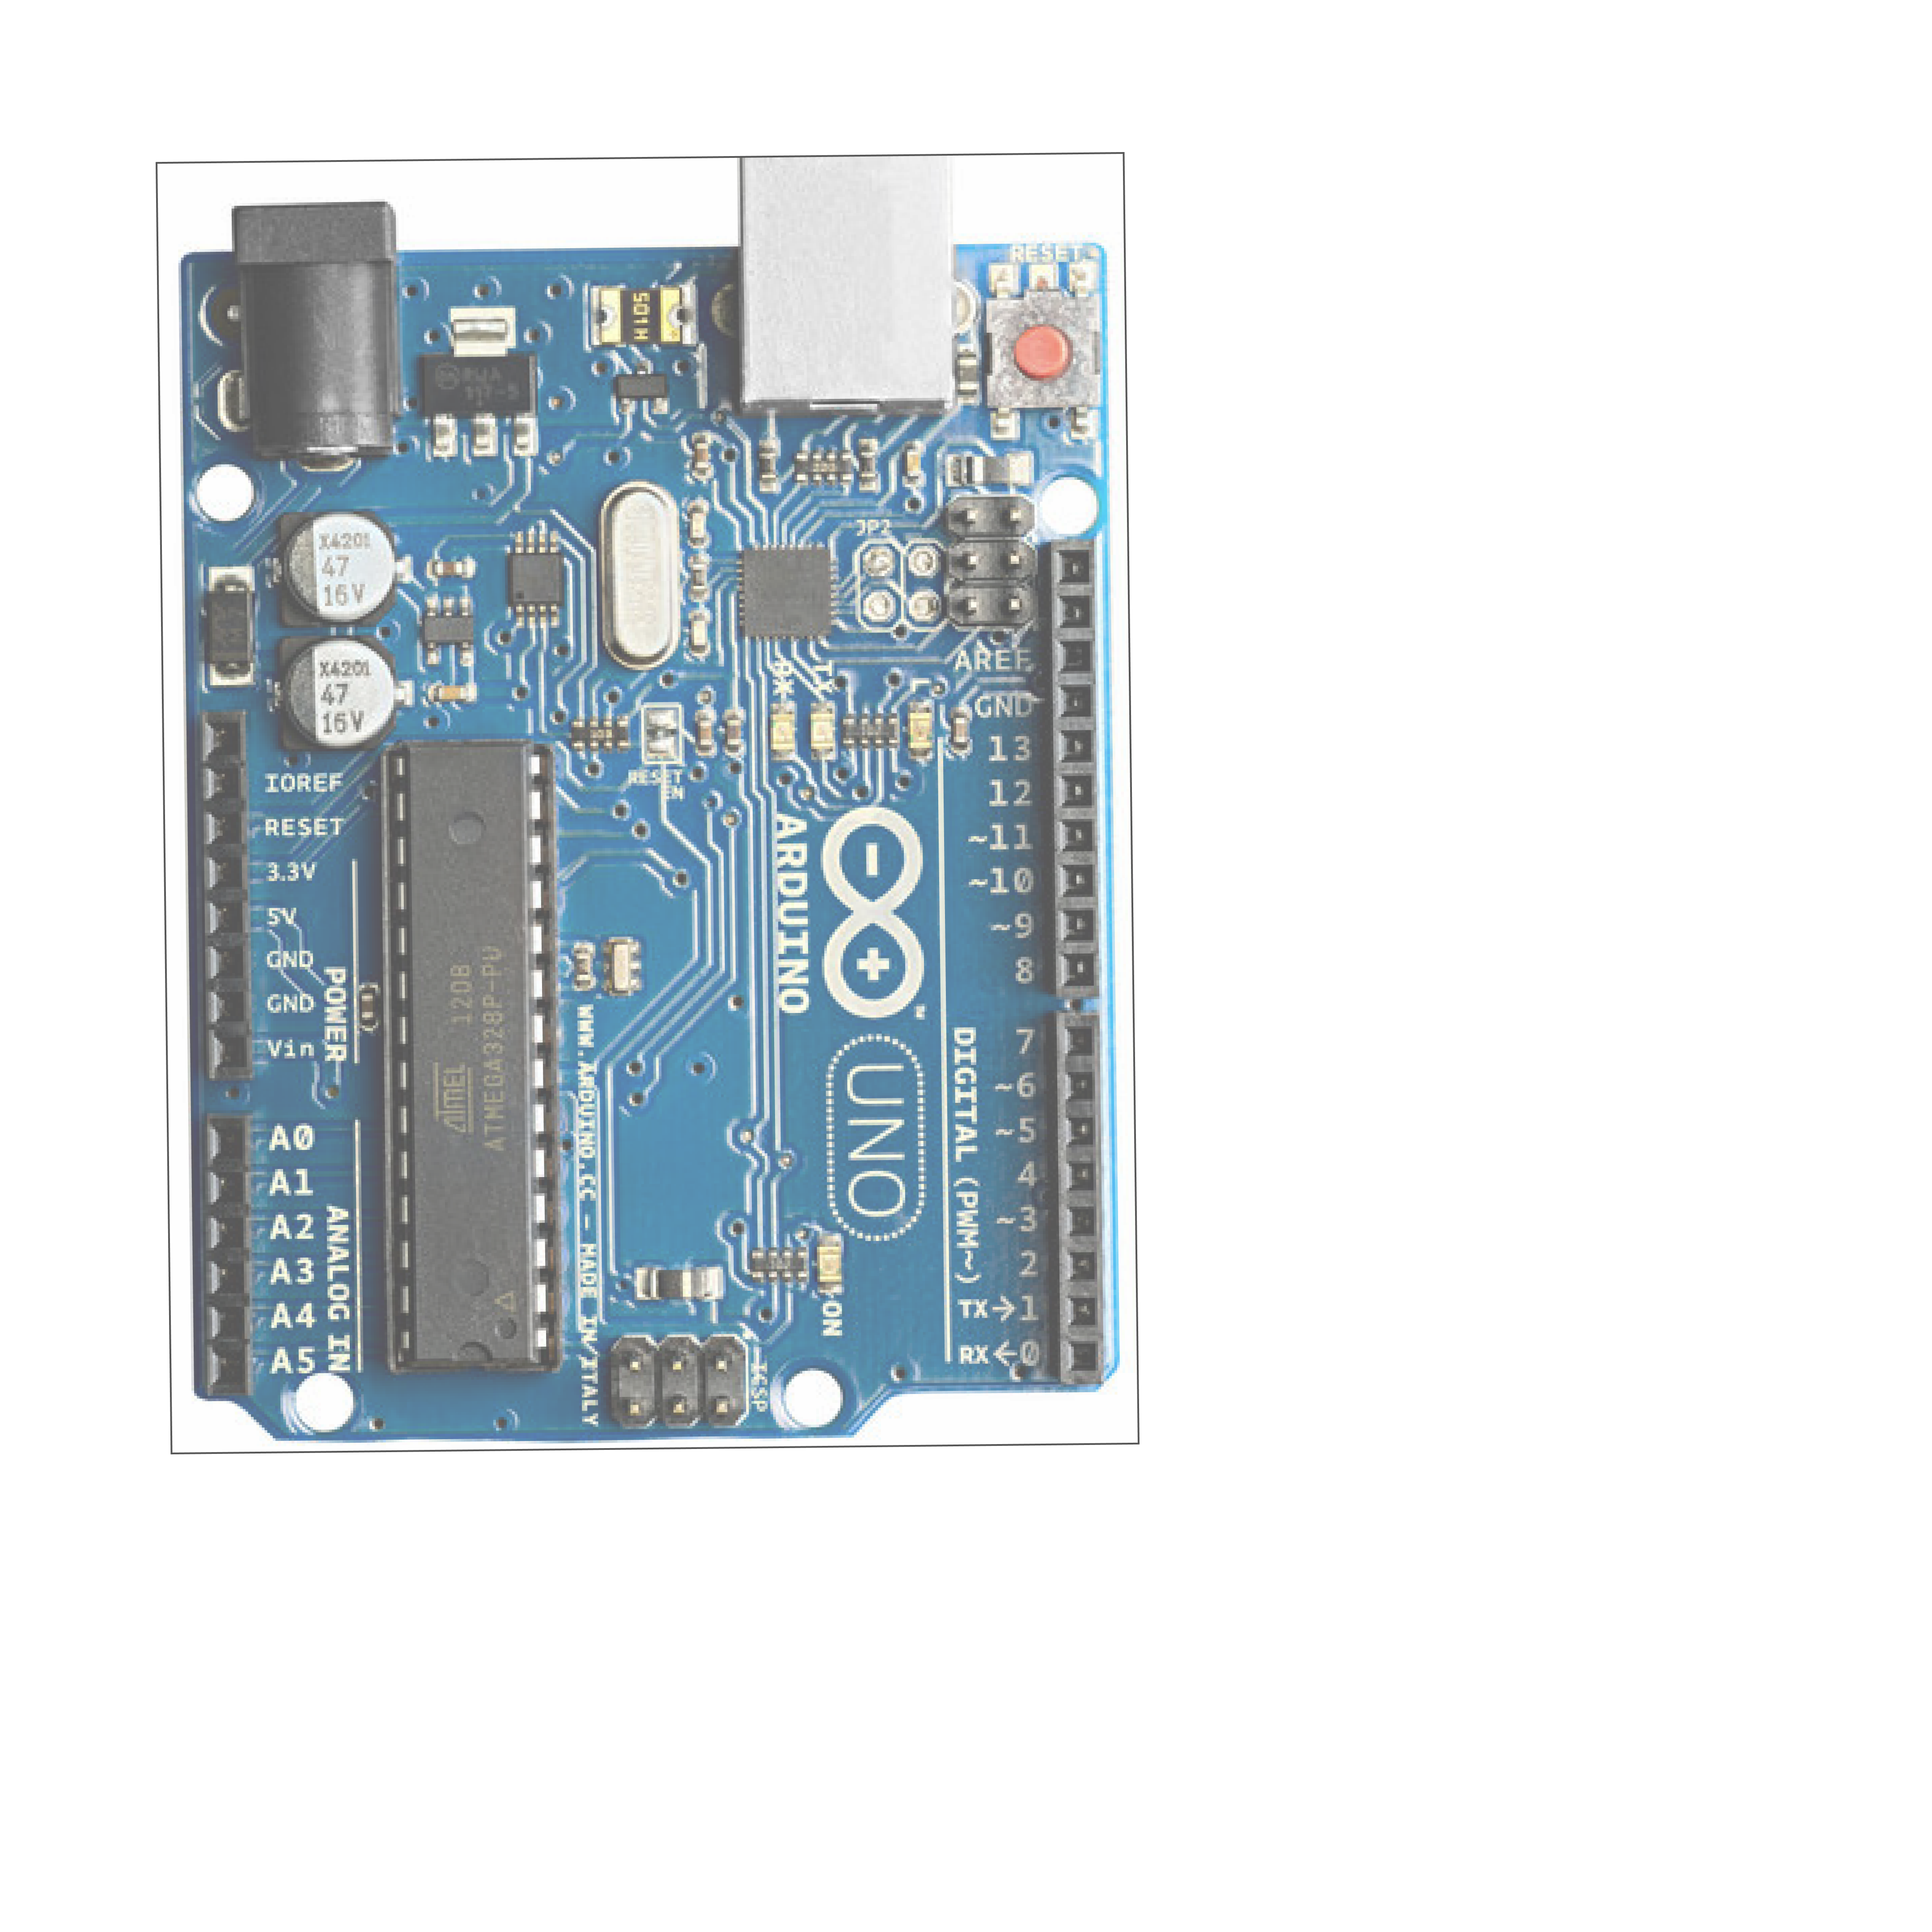 RESET
501H
X4201
47
16V
JP2
X4201
47
16V
AREF
RX
TX
L
GND
13
RESET
EN
IOREF
12
RESET
~11
3.3V
~10
5V
~9
GND
8
GND
Vin
POWER
ARDUINO
UNO
7
~6
~5
4
~3
2
TX→1
RX←0
DIGITAL (PWM~)
A0
A1
A2
A3
A4
A5
ANALOG IN
1208
ATMEL
ATMEGA328P-PU
WWW.ARDUINO.CC - MADE IN ITALY
ON
ICSP